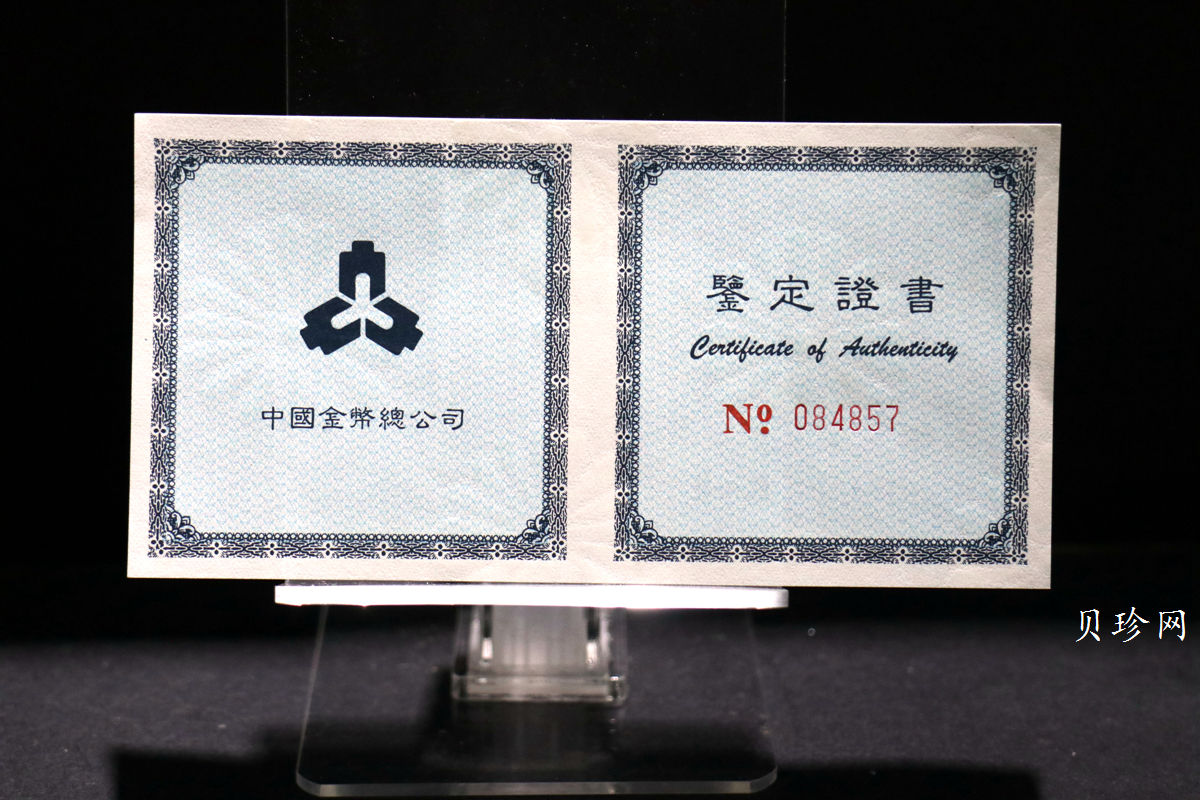 中國金幣總公司
鑒定證書
Certificate of Authenticity
Nº 084857
贝珍网